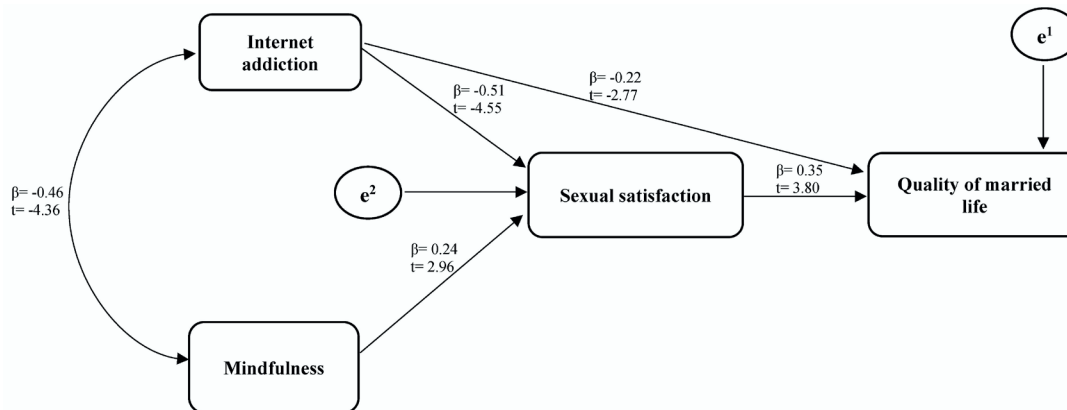 Internet
addiction
e¹
β= -0.22
t= -2.77
β= -0.51
t= -4.55
β= -0.46
t= -4.36
e²
Sexual satisfaction
β= 0.35
t= 3.80
Quality of married
life
β= 0.24
t= 2.96
Mindfulness